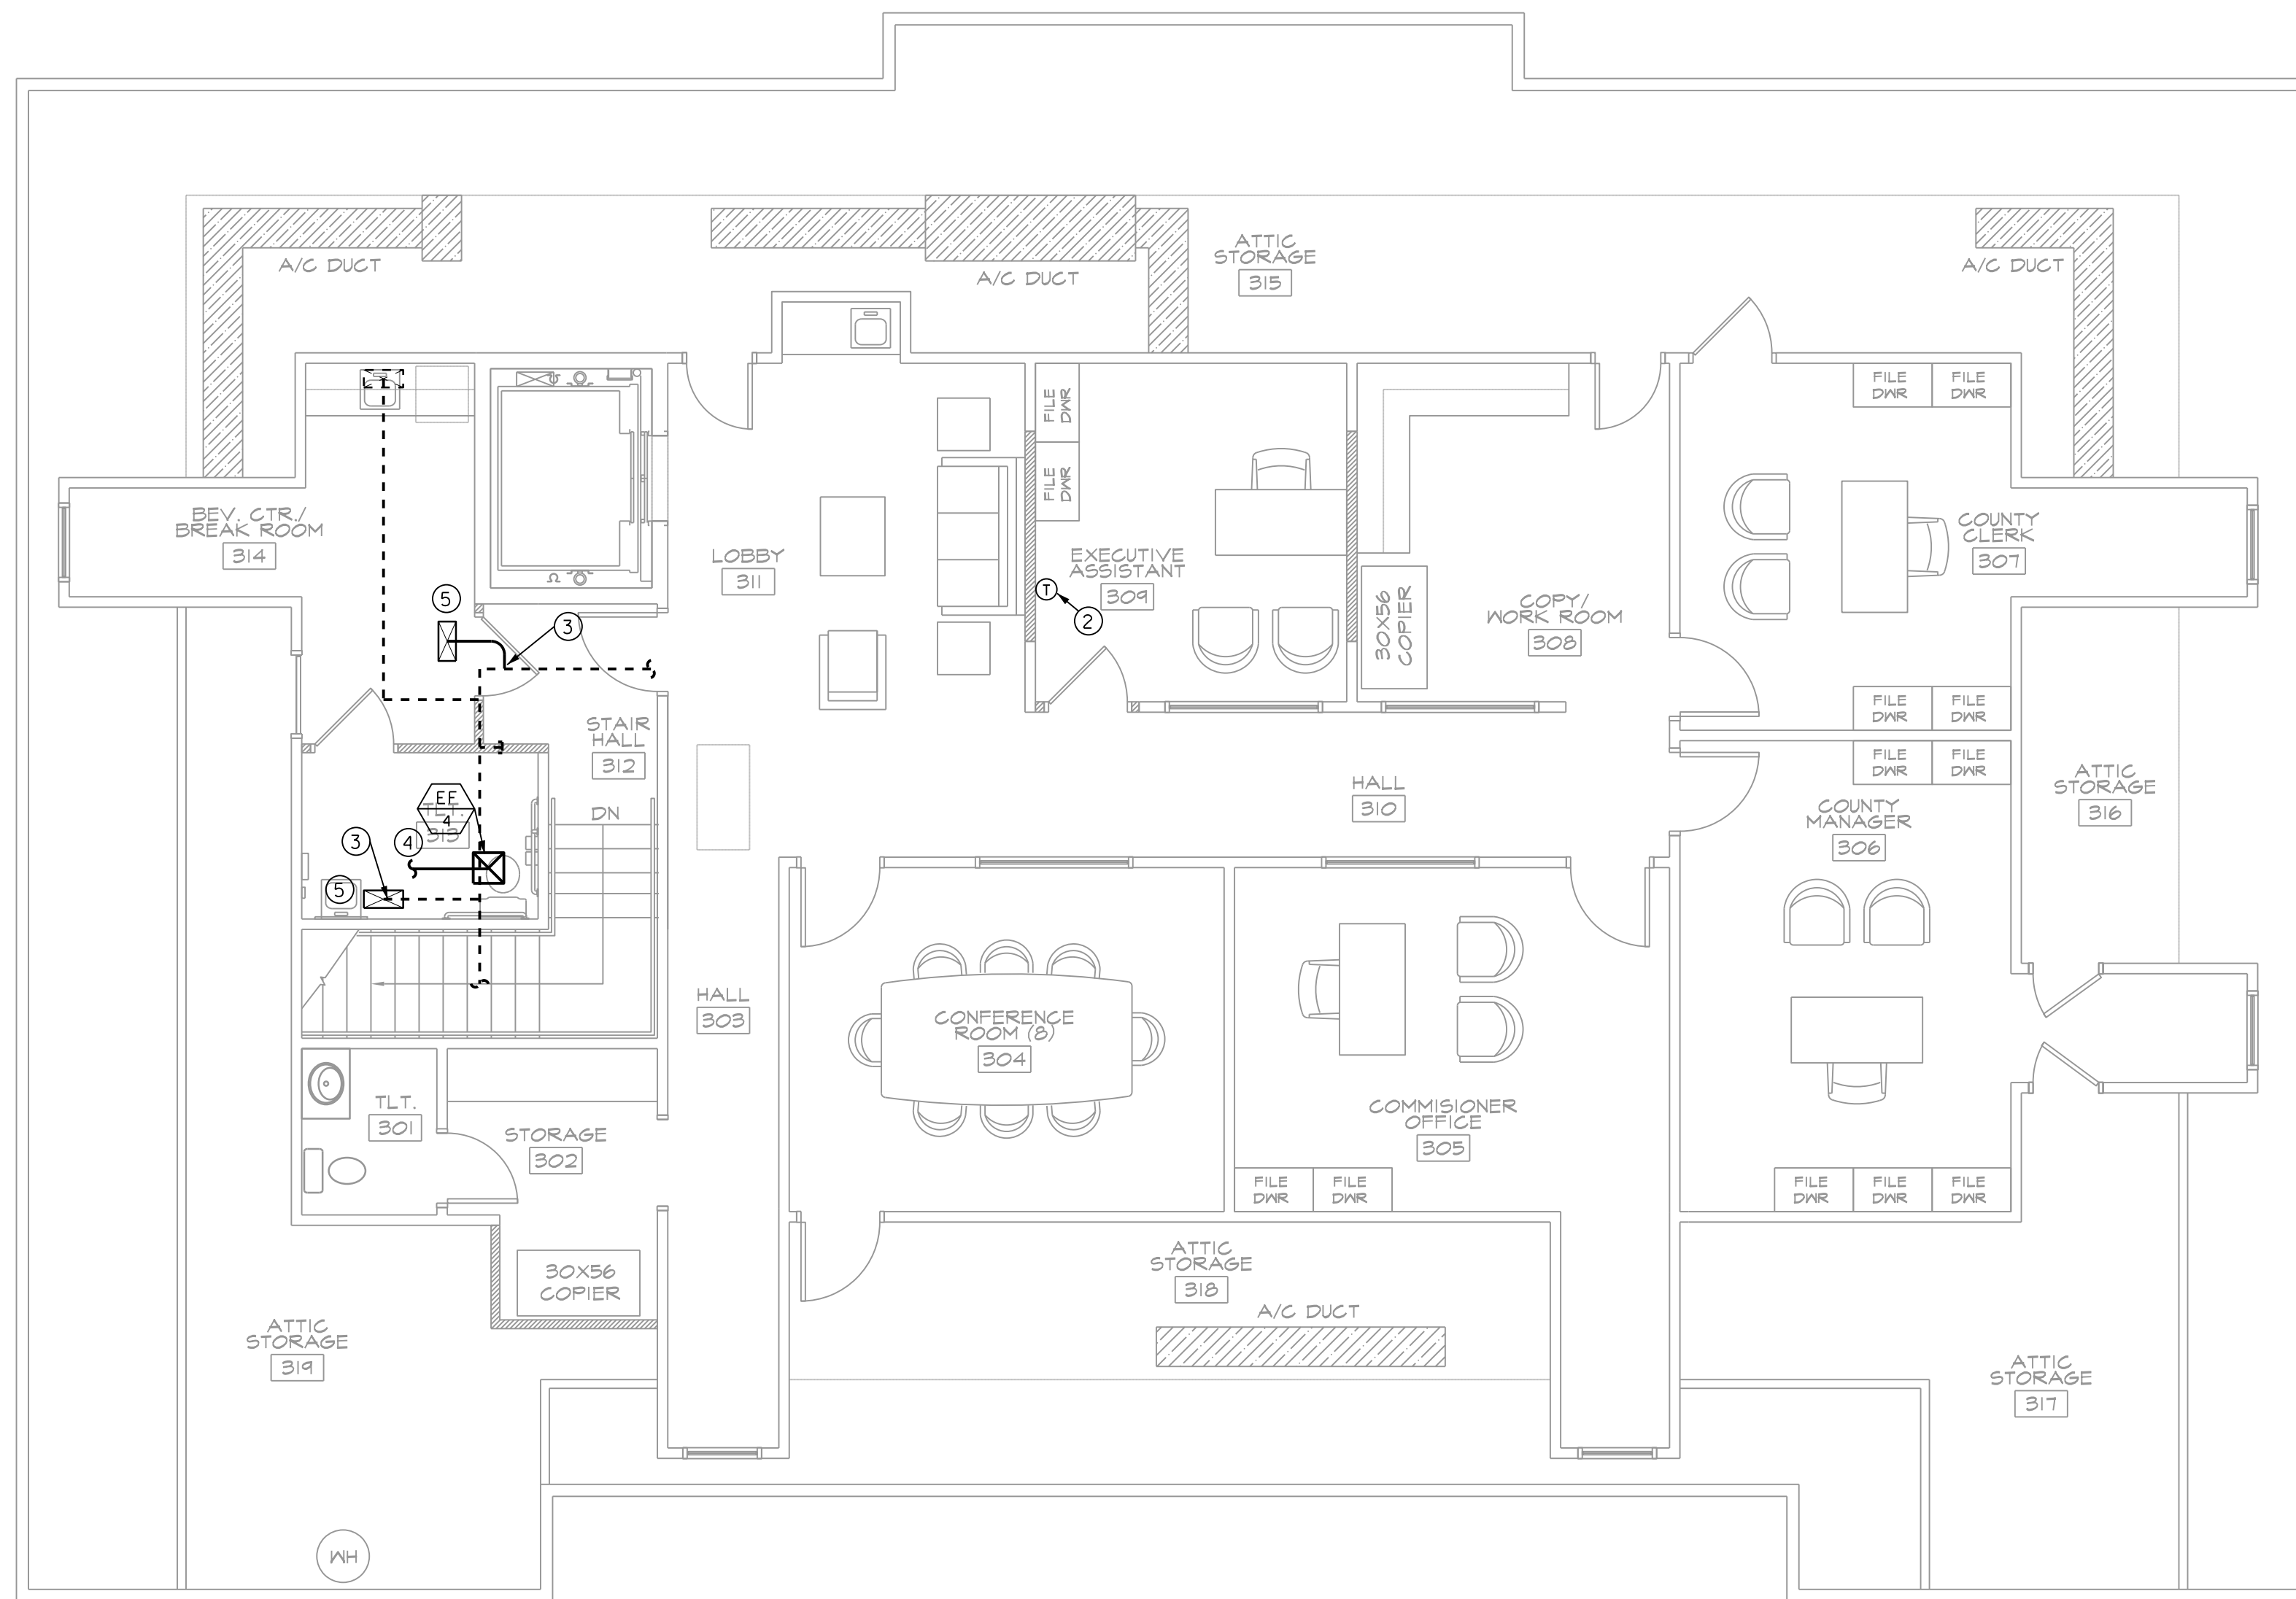 ATTIC
STORAGE
315
A/C DUCT
A/C DUCT
A/C DUCT
FILE
DWR
FILE
DWR
FILE
DWR
FILE
DWR
BEV. CTR./
BREAK ROOM
314
LOBBY
311
EXECUTIVE
ASSISTANT
309
T
2
30X56
COPIER
COPY/
WORK ROOM
308
COUNTY
CLERK
307
5
3
FILE
DWR
FILE
DWR
STAIR
HALL
312
FILE
DWR
FILE
DWR
HALL
310
ATTIC
STORAGE
316
COUNTY
MANAGER
306
EF
4
TLT.
313
DN
3
4
5
HALL
303
CONFERENCE
ROOM (8)
304
TLT.
301
STORAGE
302
COMMISIONER
OFFICE
305
FILE
DWR
FILE
DWR
FILE
DWR
FILE
DWR
FILE
DWR
30X56
COPIER
ATTIC
STORAGE
318
A/C DUCT
ATTIC
STORAGE
319
ATTIC
STORAGE
317
WH